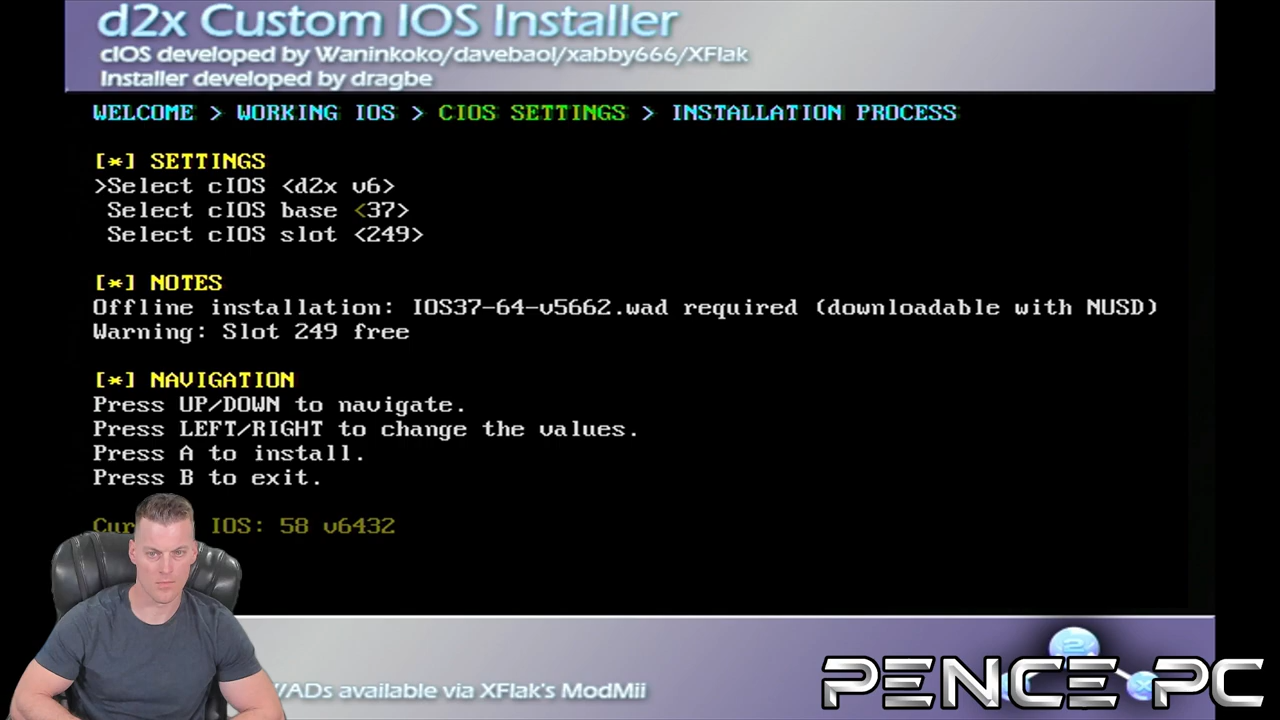 d2x Custom IOS Installer
cIOS developed by Waninkoko/davebaol/xabby666/XFlak
Installer developed by dragbe
WELCOME > WORKING IOS > CIOS SETTINGS > INSTALLATION PROCESS
[*] SETTINGS
>Select cIOS <d2x v6>
Select cIOS base <37>
Select cIOS slot <249>
[*] NOTES
Offline installation: IOS37-64-v5662.wad required (downloadable with NUSD)
Warning: Slot 249 free
[*] NAVIGATION
Press UP/DOWN to navigate.
Press LEFT/RIGHT to change the values.
Press A to install.
Press B to exit.
IOS: 58 v6432
available via XFlak's ModMii
2
PENCE PC